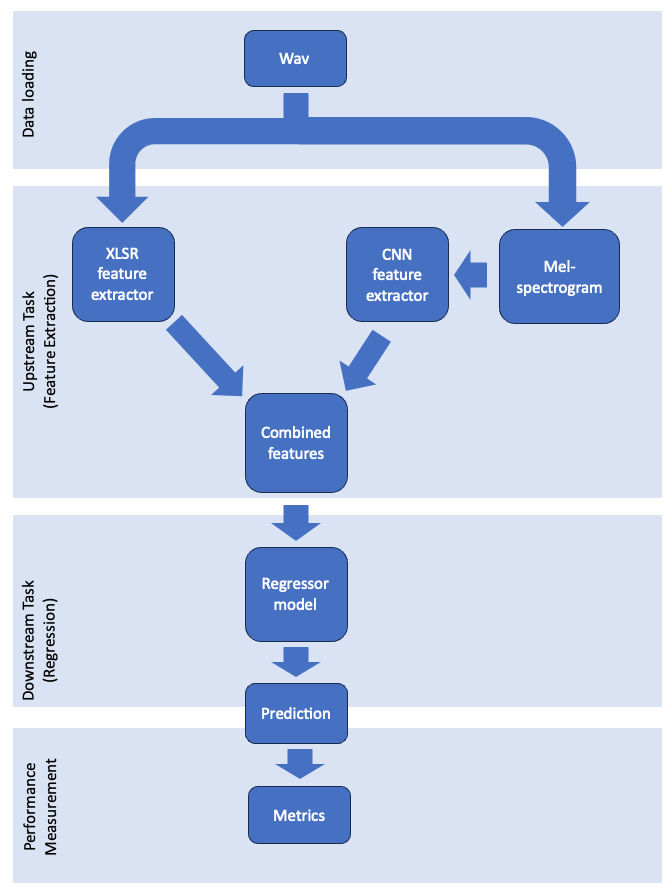 Data loading
Wav
Upstream Task
(Feature Extraction)
XLSR
feature
extractor
CNN
feature
extractor
Mel-
spectrogram
Combined
features
Downstream Task
(Regression)
Regressor
model
Prediction
Performance
Measurement
Metrics